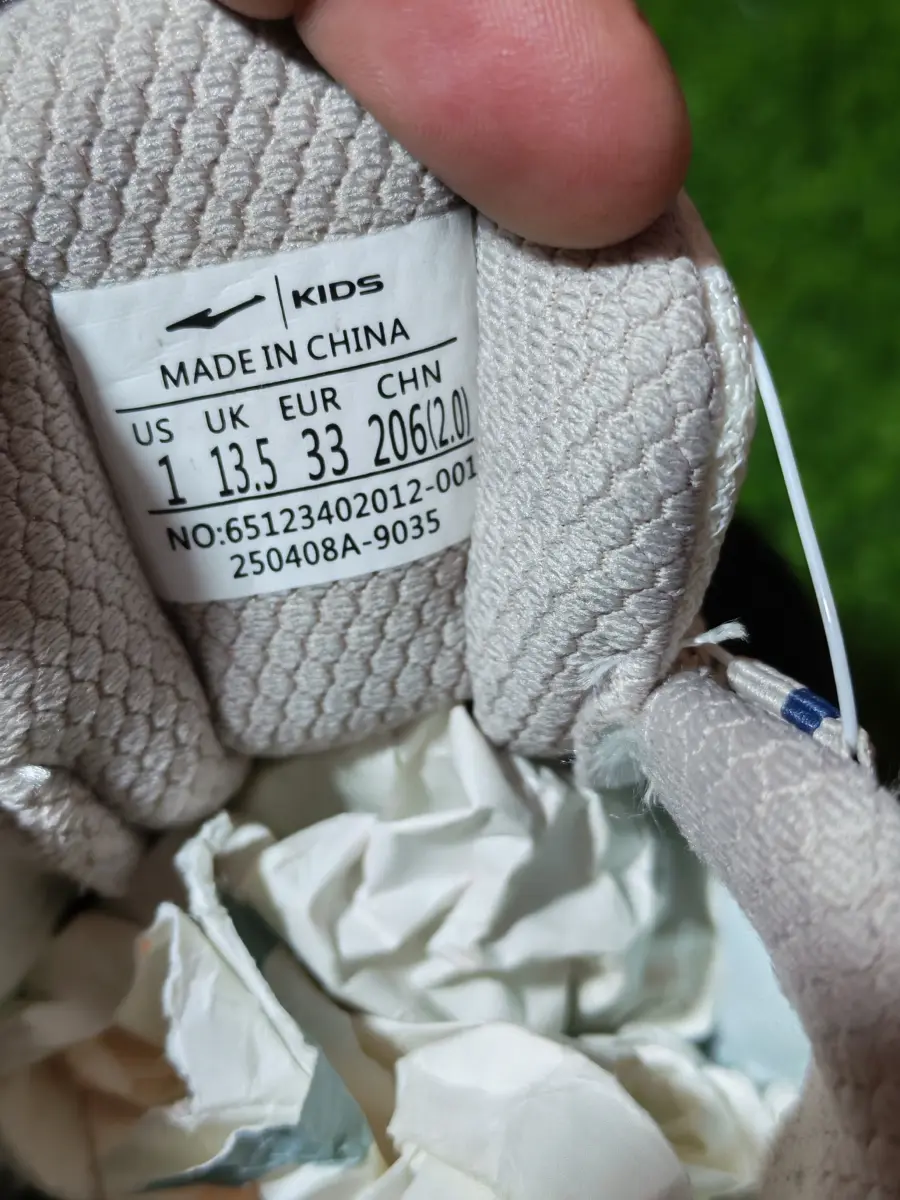 KIDS
MADE IN CHINA
US UK EUR CHN
1 13.5 33 206(2.0)
NO:65123402012-001
250408A-9035